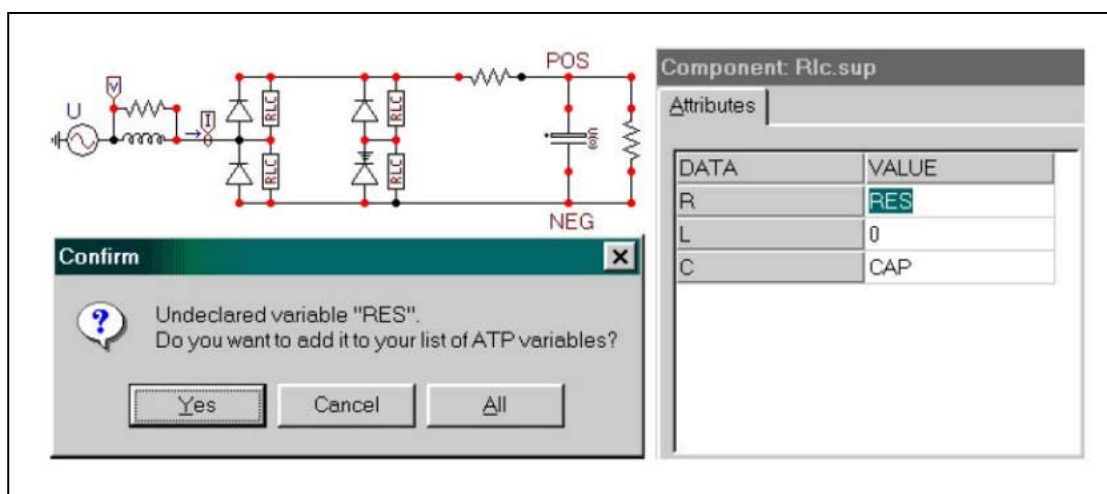 POS
U
V
I
RLC
RLC
RLC
RLC
U(0)
NEG
Component: Rlc.sup
Attributes
DATA VALUE
R RES
L 0
C CAP
Confirm
Undeclared variable "RES".
Do you want to add it to your list of ATP variables?
Yes Cancel All